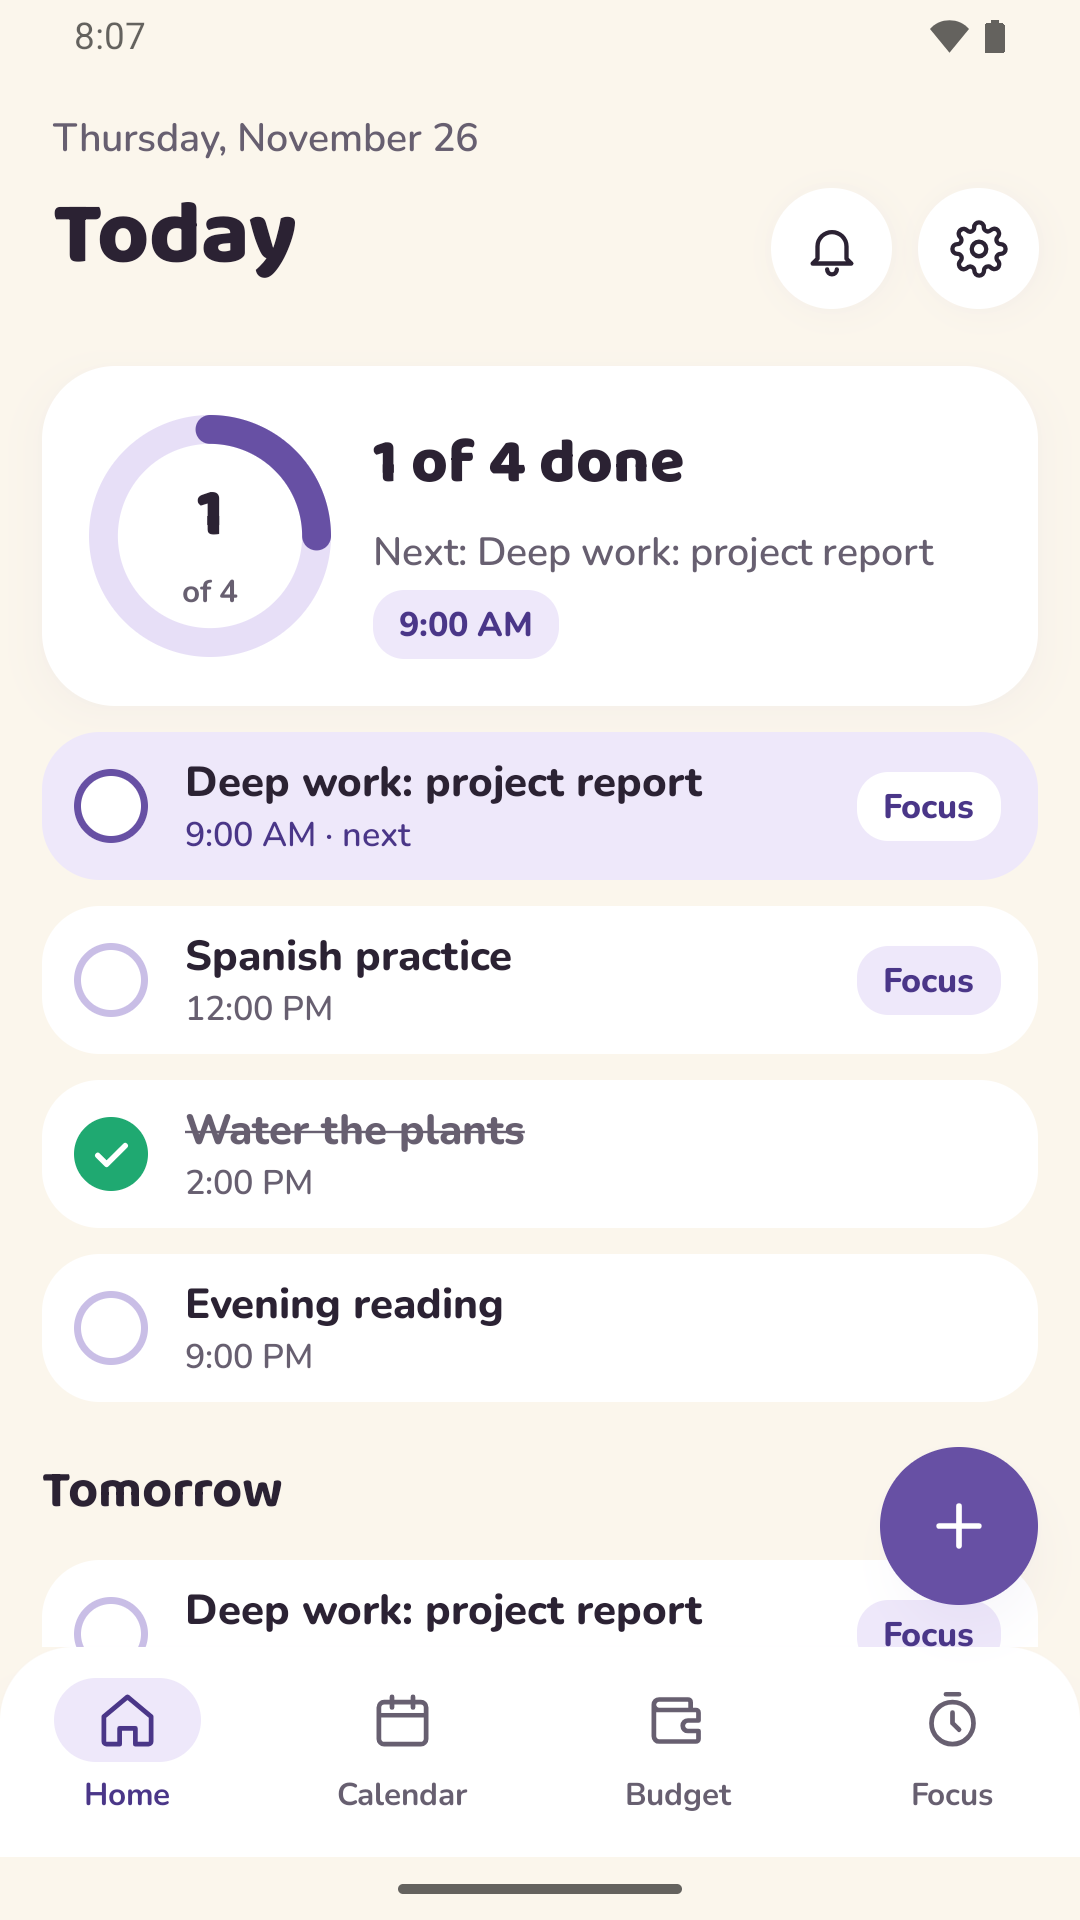 8:07
Thursday, November 26
Today
1
of 4
1 of 4 done
Next: Deep work: project report
9:00 AM
Deep work: project report
9:00 AM · next
Focus
Spanish practice
12:00 PM
Focus
Water the plants
2:00 PM
Evening reading
9:00 PM
Tomorrow
Deep work: project report
Focus
Home
Calendar
Budget
Focus